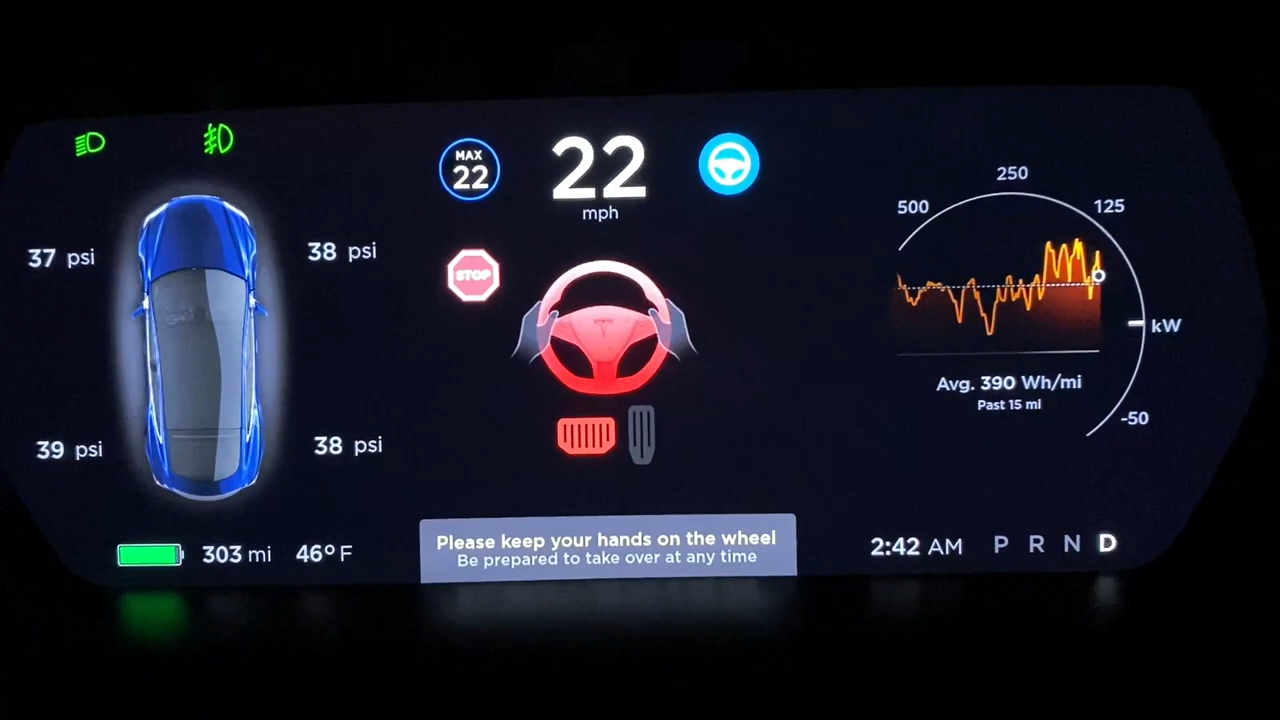 MAX
22
22
mph
37 psi
38 psi
STOP
39 psi
38 psi
500
250
125
kW
-50
Avg. 390 Wh/mi
Past 15 mi
303 mi
46° F
Please keep your hands on the wheel
Be prepared to take over at any time
2:42 AM
P R N D